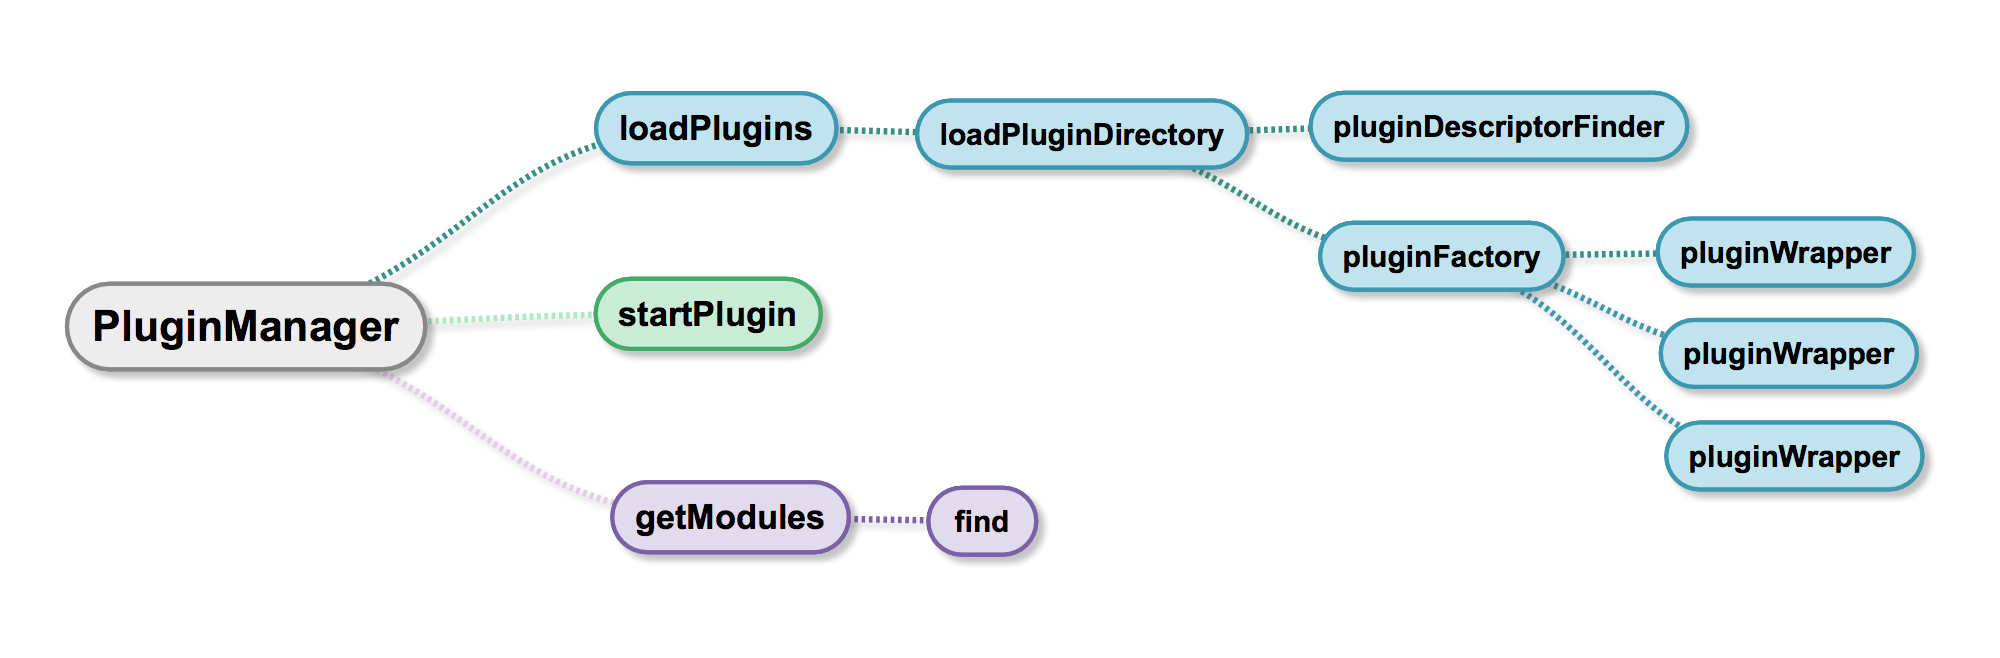 PluginManager
loadPlugins
loadPluginDirectory
pluginDescriptorFinder
pluginFactory
pluginWrapper
pluginWrapper
pluginWrapper
startPlugin
getModules
find